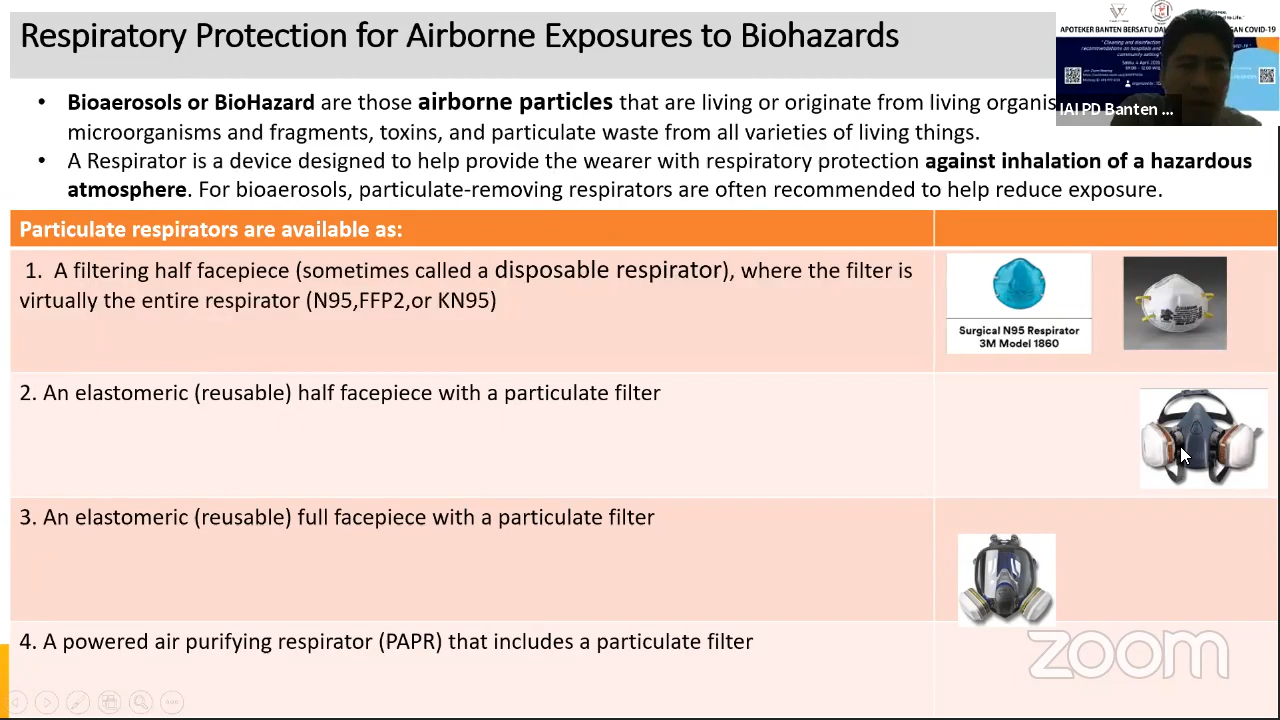 Respiratory Protection for Airborne Exposures to Biohazards
APOTEKER BANTEN BERSATU
COVID-19
IAI PD Banten ...
• Bioaerosols or BioHazard are those airborne particles that are living or originate from living
microorganisms and fragments, toxins, and particulate waste from all varieties of living things.
• A Respirator is a device designed to help provide the wearer with respiratory protection against inhalation of a hazardous
atmosphere. For bioaerosols, particulate-removing respirators are often recommended to help reduce exposure.
Particulate respirators are available as:
1. A filtering half facepiece (sometimes called a disposable respirator), where the filter is
virtually the entire respirator (N95,FFP2,or KN95)
Surgical N95 Respirator
3M Model 1860
2. An elastomeric (reusable) half facepiece with a particulate filter
3. An elastomeric (reusable) full facepiece with a particulate filter
4. A powered air purifying respirator (PAPR) that includes a particulate filter
zoom